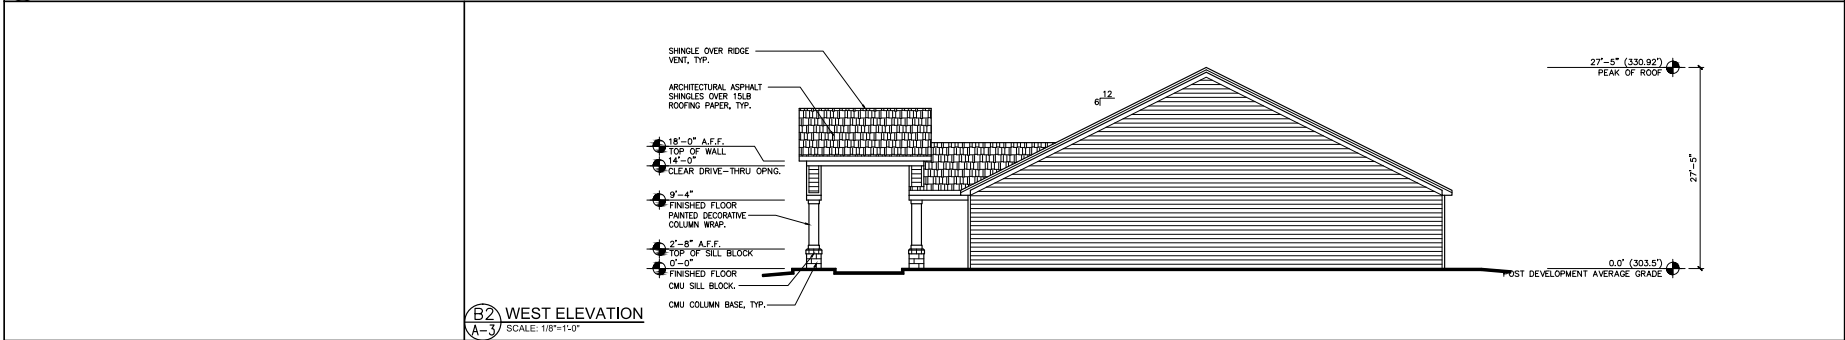 SHINGLE OVER RIDGE
VENT, TYP.
ARCHITECTURAL ASPHALT
SHINGLES OVER 15LB
ROOFING PAPER, TYP.
18'-0" A.F.F.
TOP OF WALL
14'-0"
CLEAR DRIVE-THRU OPNG.
9'-4"
FINISHED FLOOR
PAINTED DECORATIVE
COLUMN WRAP.
2'-8" A.F.F.
TOP OF SILL BLOCK
0'-0"
FINISHED FLOOR
CMU SILL BLOCK.
CMU COLUMN BASE, TYP.
12
6
27'-5" (330.92')
PEAK OF ROOF
27'-5"
0.0' (303.5')
POST DEVELOPMENT AVERAGE GRADE
B2
A-3
WEST ELEVATION
SCALE: 1/8"=1'-0"